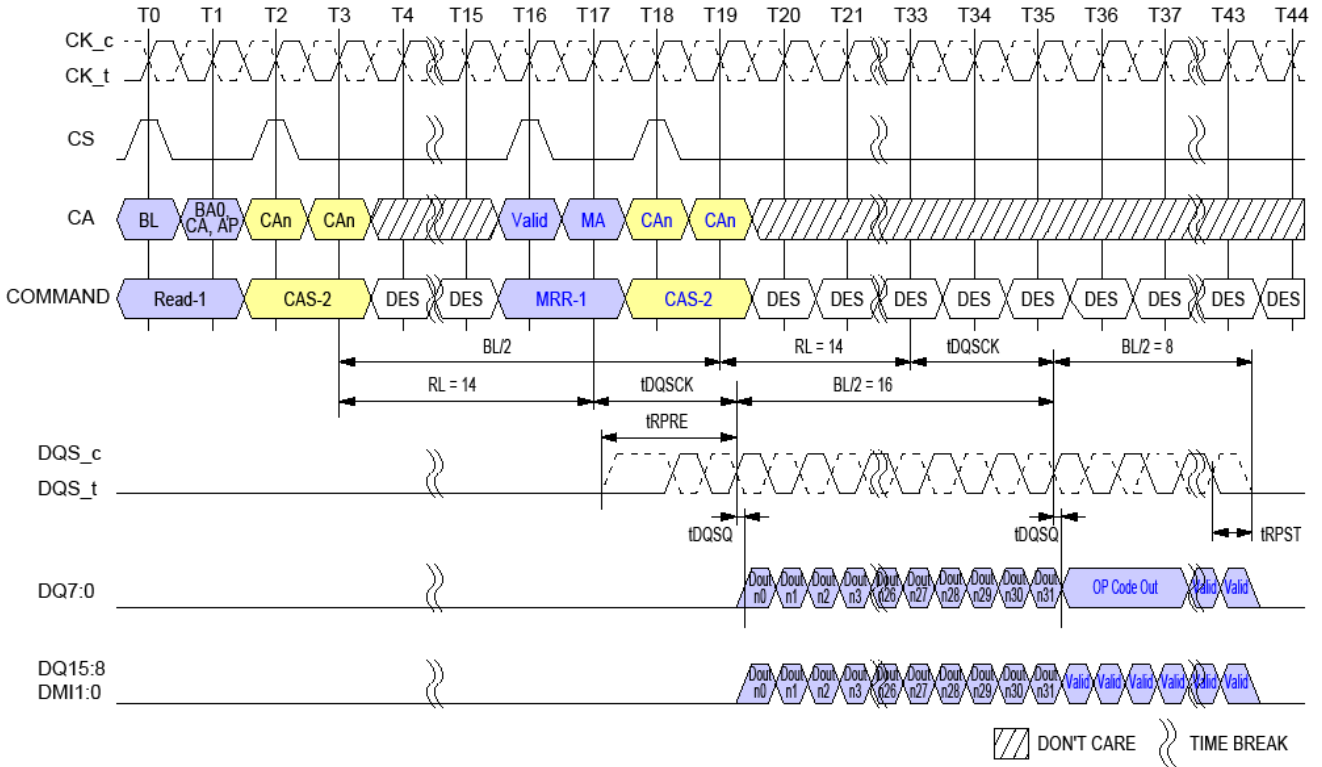 T0 T1 T2 T3 T4 T15 T16 T17 T18 T19 T20 T21 T33 T34 T35 T36 T37 T43 T44
CK_c
CK_t
CS
CA BL BA0, CA, AP CAn CAn Valid MA CAn CAn
COMMAND Read-1 CAS-2 DES DES MRR-1 CAS-2 DES DES DES DES DES DES DES DES DES
BL/2 RL = 14 tDQSCK BL/2 = 8
RL = 14 tDQSCK BL/2 = 16
tRPRE
DQS_c
DQS_t
tDQSQ tDQSQ tRPST
DQ7:0 Dout n0 Dout n1 Dout n2 Dout n3 Dout n26 Dout n27 Dout n28 Dout n29 Dout n30 Dout n31 OP Code Out Valid Valid
DQ15:8
DMI1:0 Dout n0 Dout n1 Dout n2 Dout n3 Dout n26 Dout n27 Dout n28 Dout n29 Dout n30 Dout n31 Valid Valid Valid Valid Valid Valid
DON'T CARE TIME BREAK